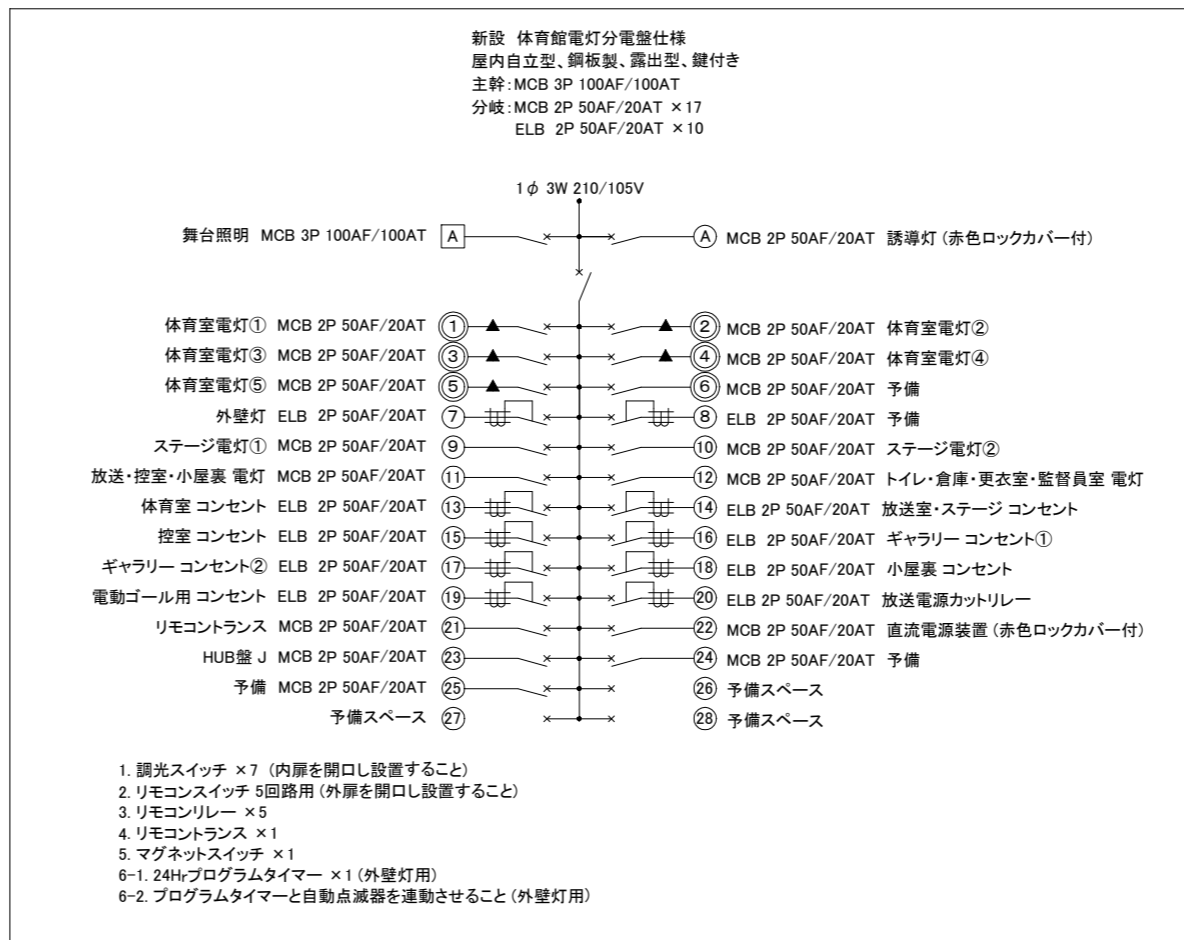 新設 体育館電灯分電盤仕様
屋内自立型、鋼板製、露出型、鍵付き
主幹:MCB 3P 100AF/100AT
分岐:MCB 2P 50AF/20AT ×17
ELB 2P 50AF/20AT ×10
1φ 3W 210/105V
舞台照明 MCB 3P 100AF/100AT A A MCB 2P 50AF/20AT 誘導灯 (赤色ロックカバー付)
体育室電灯① MCB 2P 50AF/20AT ① ② MCB 2P 50AF/20AT 体育室電灯②
体育室電灯③ MCB 2P 50AF/20AT ③ ④ MCB 2P 50AF/20AT 体育室電灯④
体育室電灯⑤ MCB 2P 50AF/20AT ⑤ ⑥ MCB 2P 50AF/20AT 予備
外壁灯 ELB 2P 50AF/20AT ⑦ ⑧ ELB 2P 50AF/20AT 予備
ステージ電灯① MCB 2P 50AF/20AT ⑨ ⑩ MCB 2P 50AF/20AT ステージ電灯②
放送・控室・小屋裏 電灯 MCB 2P 50AF/20AT ⑪ ⑫ MCB 2P 50AF/20AT トイレ・倉庫・更衣室・監督員室 電灯
体育室 コンセント ELB 2P 50AF/20AT ⑬ ⑭ ELB 2P 50AF/20AT 放送室・ステージ コンセント
控室 コンセント ELB 2P 50AF/20AT ⑮ ⑯ ELB 2P 50AF/20AT ギャラリー コンセント①
ギャラリー コンセント② ELB 2P 50AF/20AT ⑰ ⑱ ELB 2P 50AF/20AT 小屋裏 コンセント
電動ゴール用 コンセント ELB 2P 50AF/20AT ⑲ ⑳ ELB 2P 50AF/20AT 放送電源カットリレー
リモコントランス MCB 2P 50AF/20AT ㉑ ㉒ MCB 2P 50AF/20AT 直流電源装置 (赤色ロックカバー付)
HUB盤 J MCB 2P 50AF/20AT ㉓ ㉔ MCB 2P 50AF/20AT 予備
予備 MCB 2P 50AF/20AT ㉕ ㉖ 予備スペース
予備スペース ㉗ ㉘ 予備スペース
1. 調光スイッチ ×7 (内扉を開口し設置すること)
2. リモコンスイッチ 5回路用 (外扉を開口し設置すること)
3. リモコンリレー ×5
4. リモコントランス ×1
5. マグネットスイッチ ×1
6-1. 24Hrプログラムタイマー ×1 (外壁灯用)
6-2. プログラムタイマーと自動点滅器を連動させること (外壁灯用)